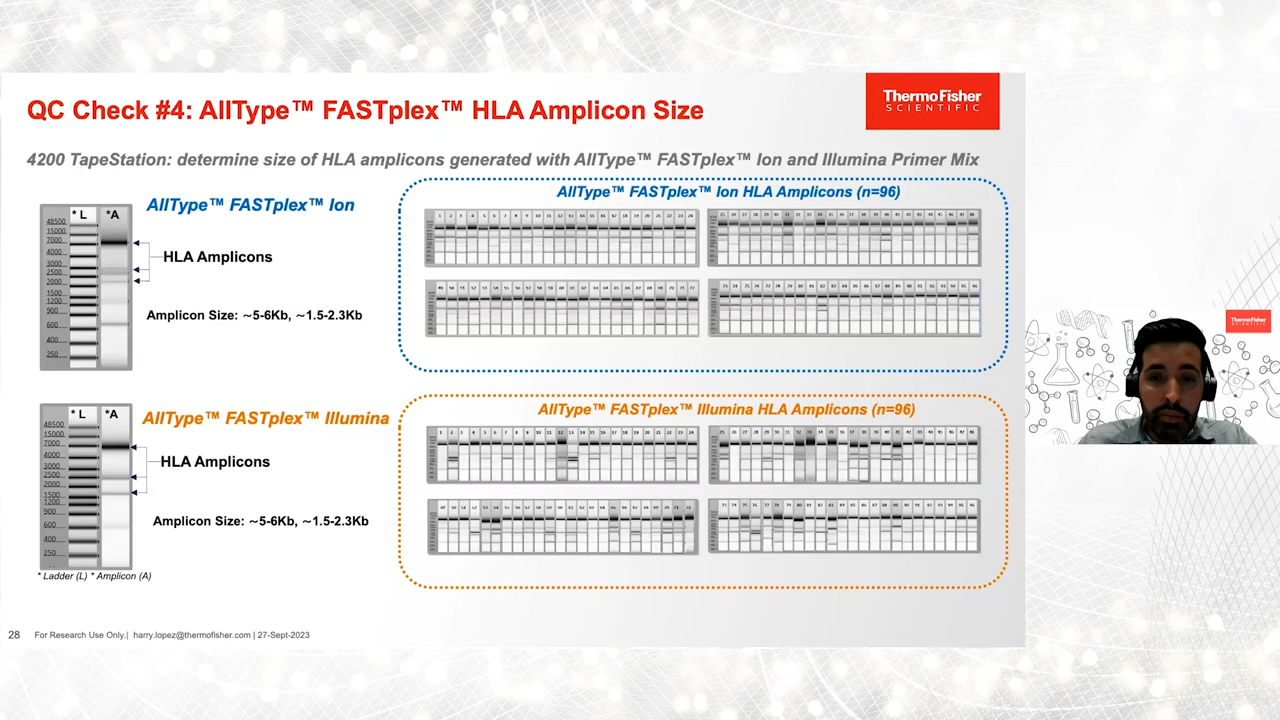 QC Check #4: AllType™ FASTplex™ HLA Amplicon Size
ThermoFisher
SCIENTIFIC
4200 TapeStation: determine size of HLA amplicons generated with AllType™ FASTplex™ Ion and Illumina Primer Mix
* L
*A
48500
15000
7000
4000
3000
2500
2000
1500
1200
900
600
400
250
AllType™ FASTplex™ Ion
HLA Amplicons
Amplicon Size: ~5-6Kb, ~1.5-2.3Kb
AllType™ FASTplex™ Ion HLA Amplicons (n=96)
* L
*A
48500
15000
7000
4000
3000
2500
2000
1500
1200
900
600
400
250
AllType™ FASTplex™ Illumina
HLA Amplicons
Amplicon Size: ~5-6Kb, ~1.5-2.3Kb
* Ladder (L) * Amplicon (A)
AllType™ FASTplex™ Illumina HLA Amplicons (n=96)
28 For Research Use Only.| harry.lopez@thermofisher.com | 27-Sept-2023
ThermoFisher